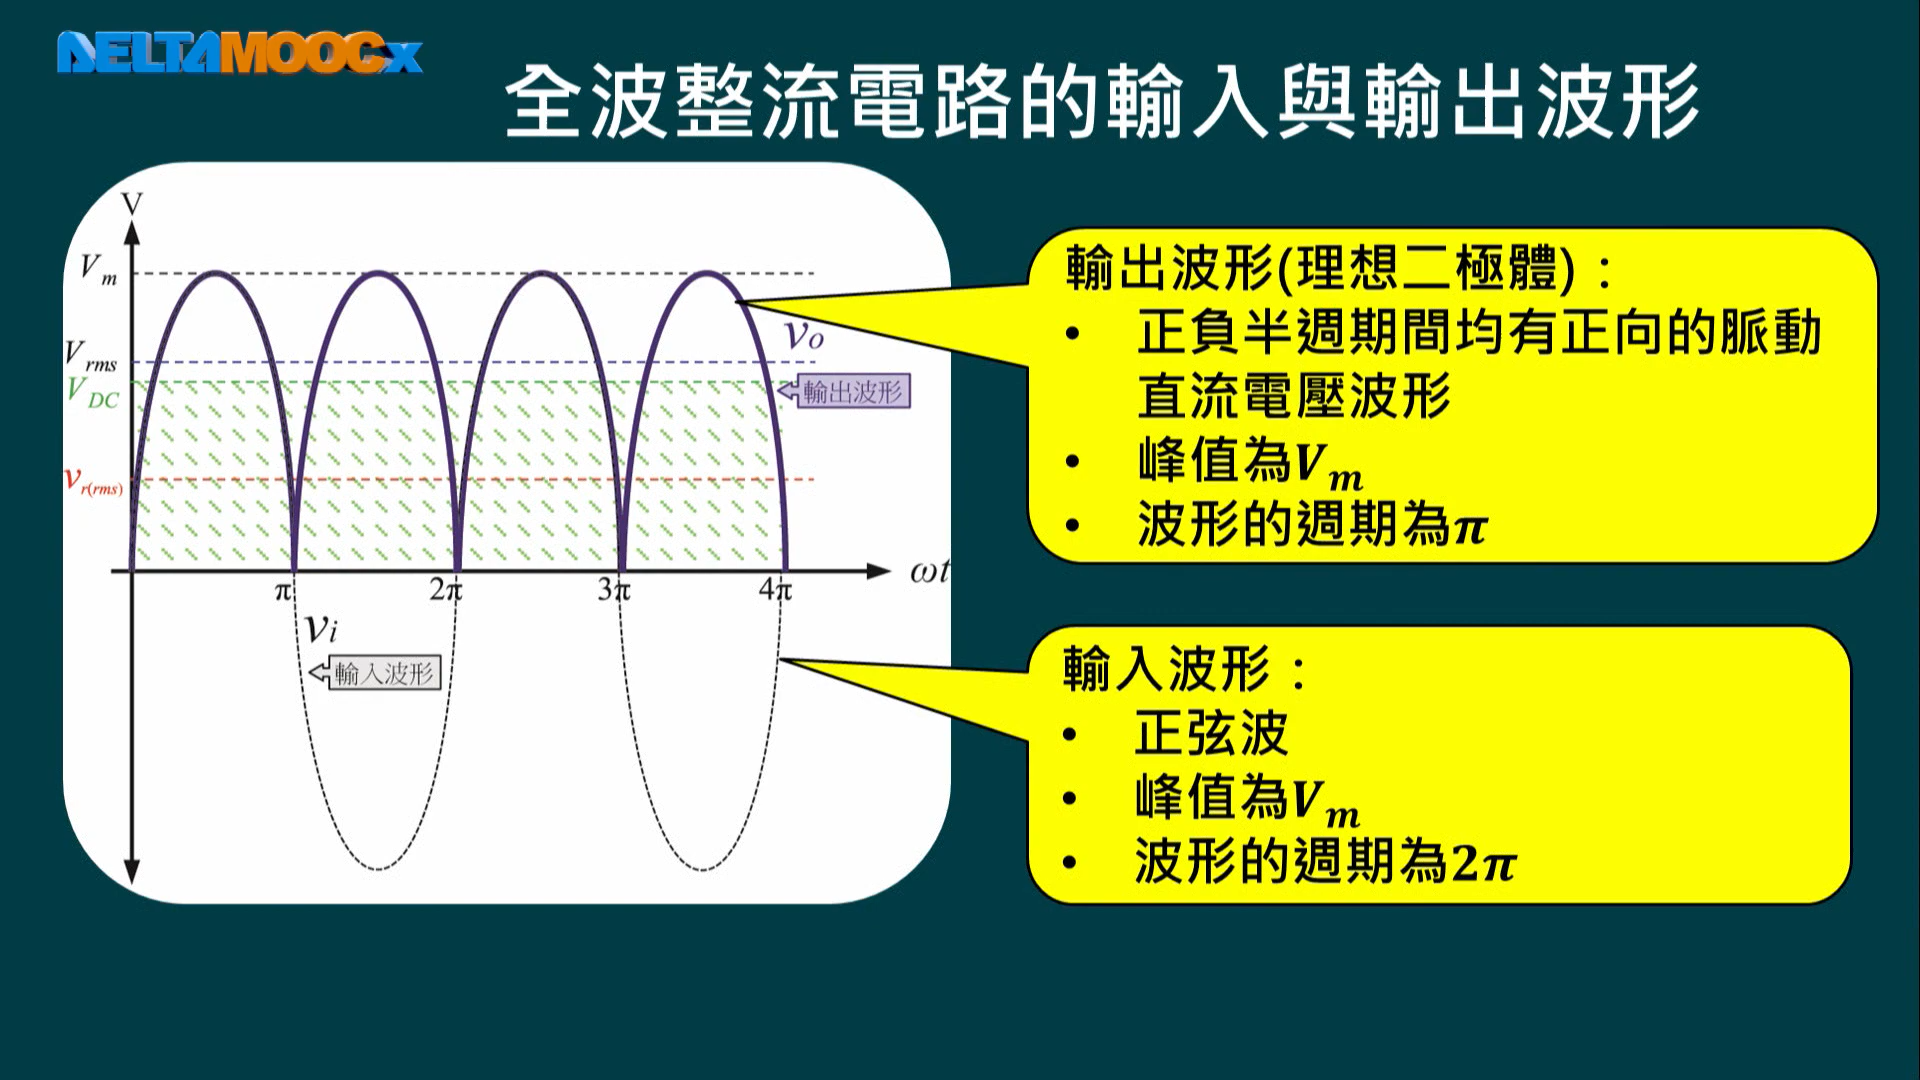 DELTAMOOCx
全波整流電路的輸入與輸出波形
V
Vm
Vrms
VDC
vr(rms)
vo
輸出波形
π
2π
3π
4π
ωt
vi
輸入波形
輸出波形(理想二極體)：
• 正負半週期間均有正向的脈動
直流電壓波形
• 峰值為Vm
• 波形的週期為π
輸入波形：
• 正弦波
• 峰值為Vm
• 波形的週期為2π